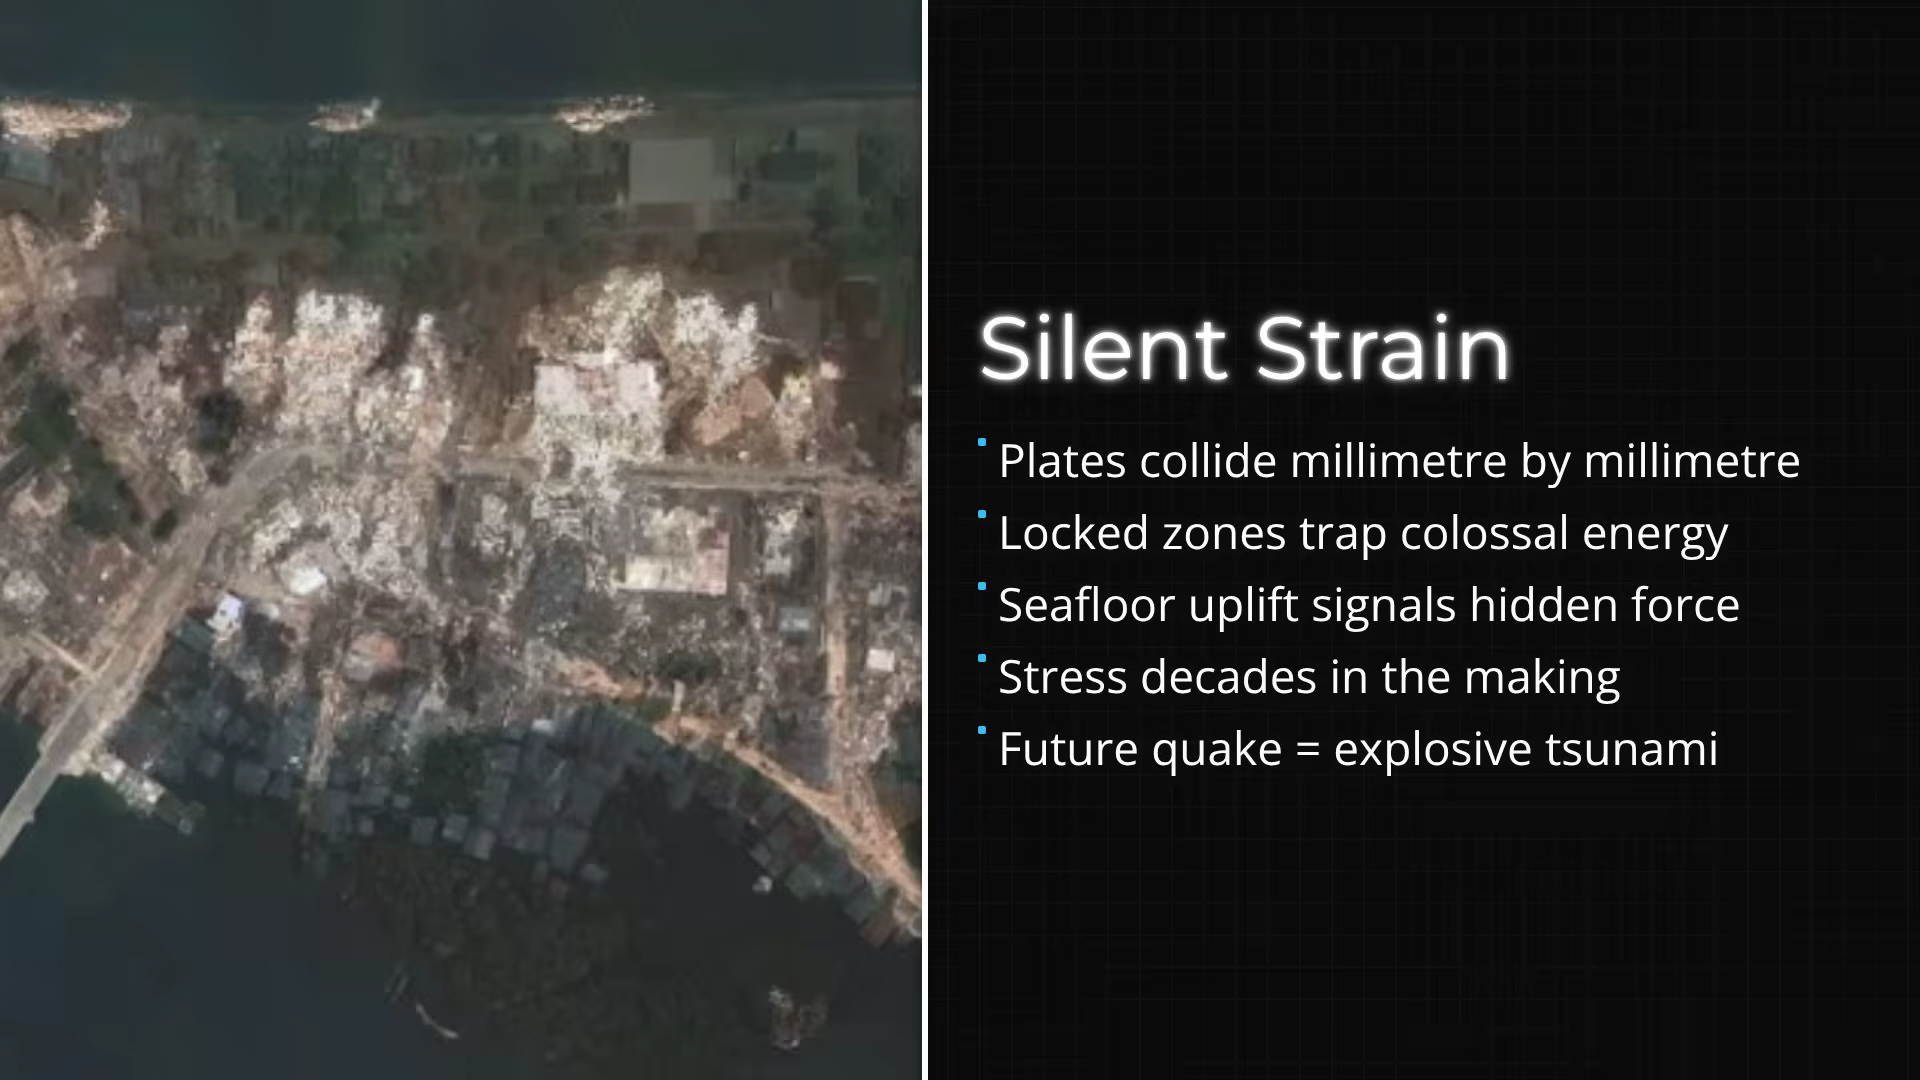 Silent Strain
Plates collide millimetre by millimetre
Locked zones trap colossal energy
Seafloor uplift signals hidden force
Stress decades in the making
Future quake = explosive tsunami